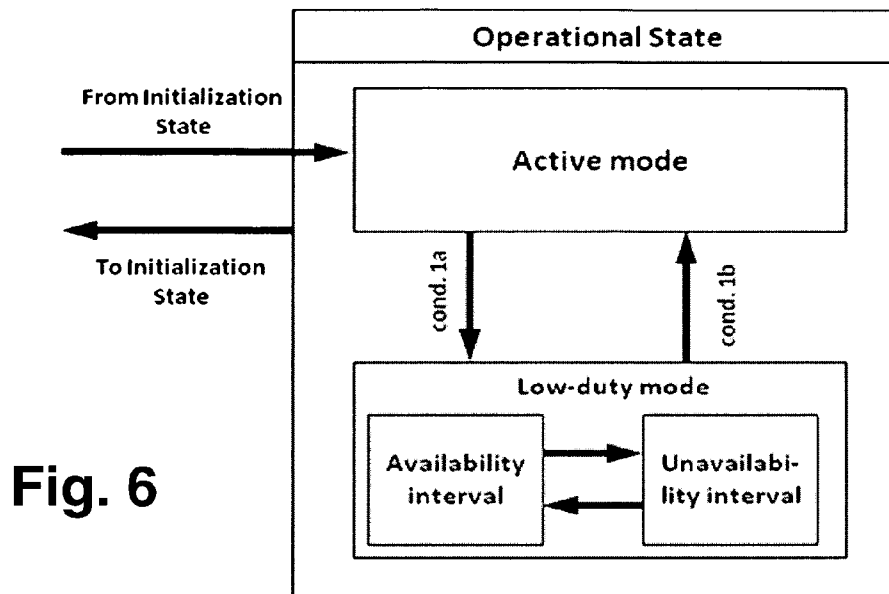 Operational State
From Initialization
State
Active mode
To Initialization
State
cond. 1a
cond. 1b
Low-duty mode
Availability
interval
Unavailabi-
lity interval
Fig. 6